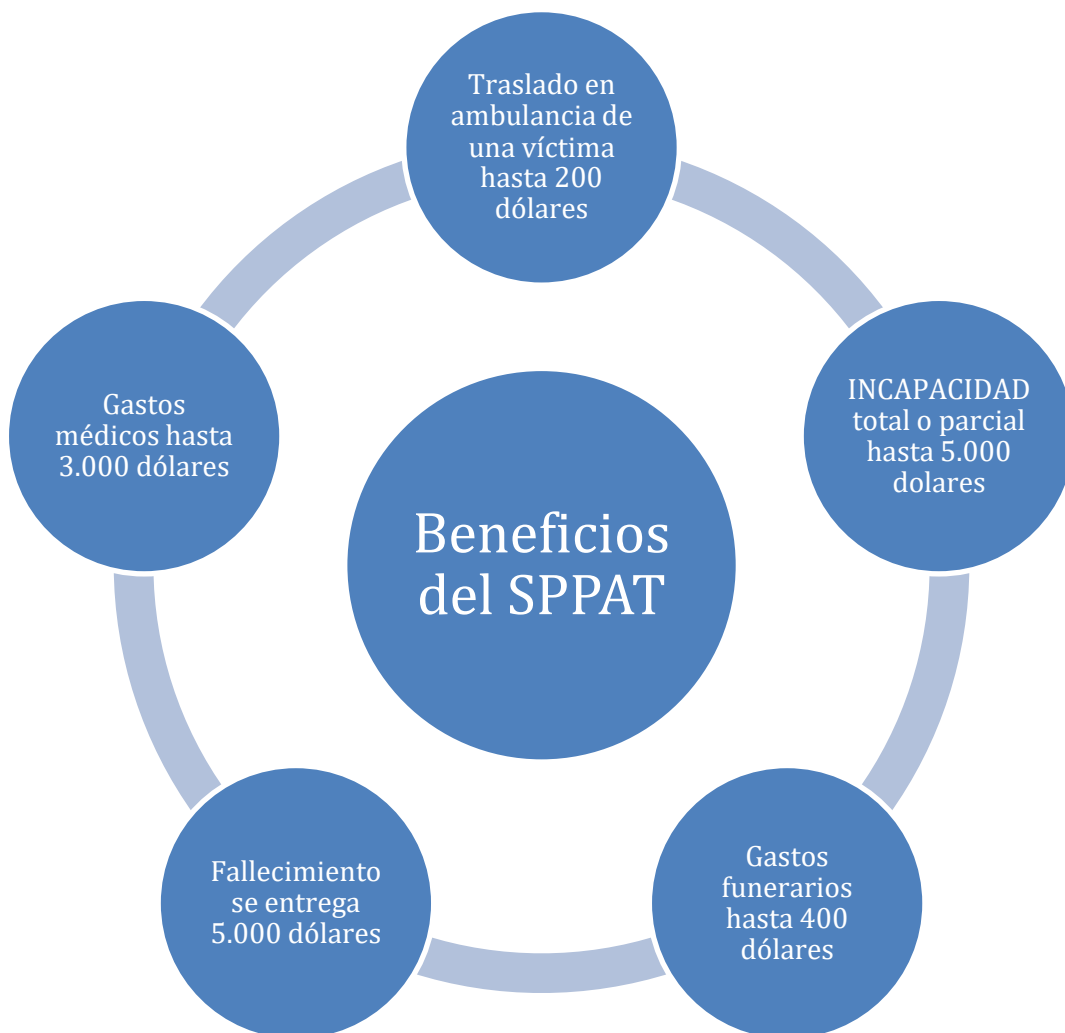 Traslado en
ambulancia de
una víctima
hasta 200
dólares
INCAPACIDAD
total o parcial
hasta 5.000
dolares
Gastos
funerarios
hasta 400
dólares
Fallecimiento
se entrega
5.000 dólares
Gastos
médicos hasta
3.000 dólares
Beneficios
del SPPAT